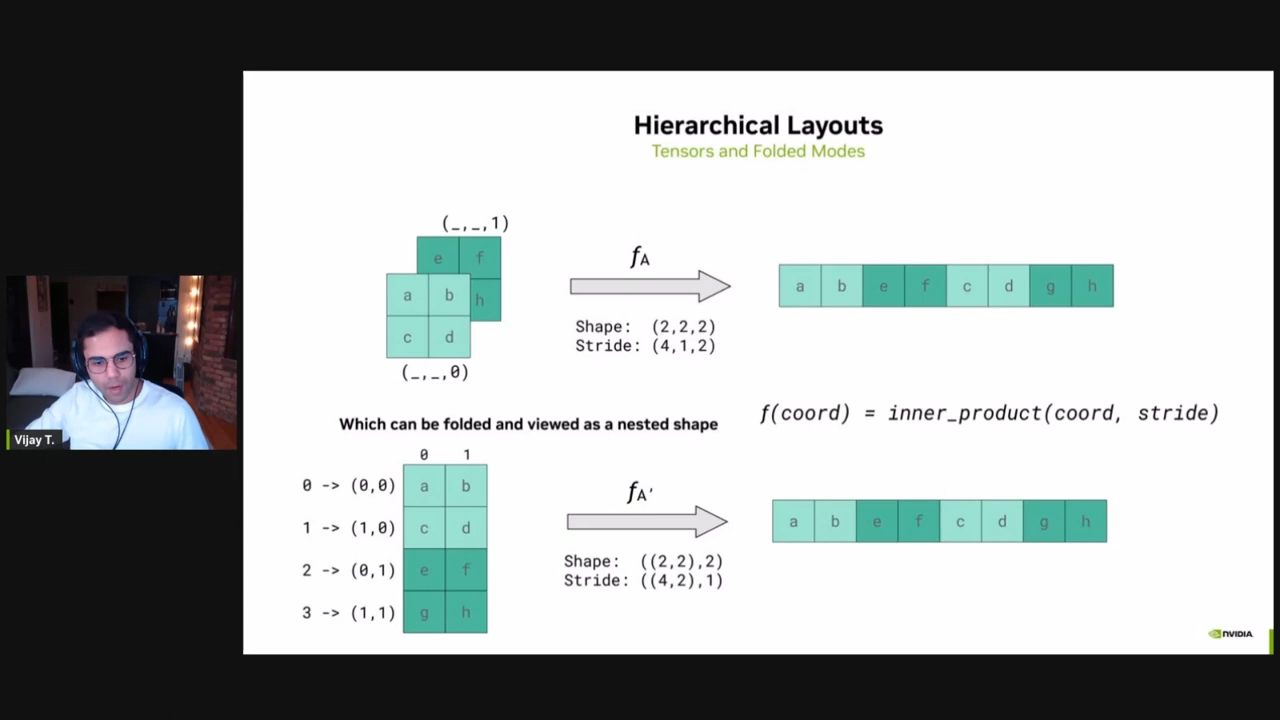 Hierarchical Layouts
Tensors and Folded Modes
(_,_,1)
e f
a b h
c d
(_,_,0)
fA
Shape: (2,2,2)
Stride: (4,1,2)
a b e f c d g h
f(coord) = inner_product(coord, stride)
Which can be folded and viewed as a nested shape
0 1
0 -> (0,0) a b
1 -> (1,0) c d
2 -> (0,1) e f
3 -> (1,1) g h
fA'
Shape: ((2,2),2)
Stride: ((4,2),1)
a b e f c d g h
Vijay T.
NVIDIA